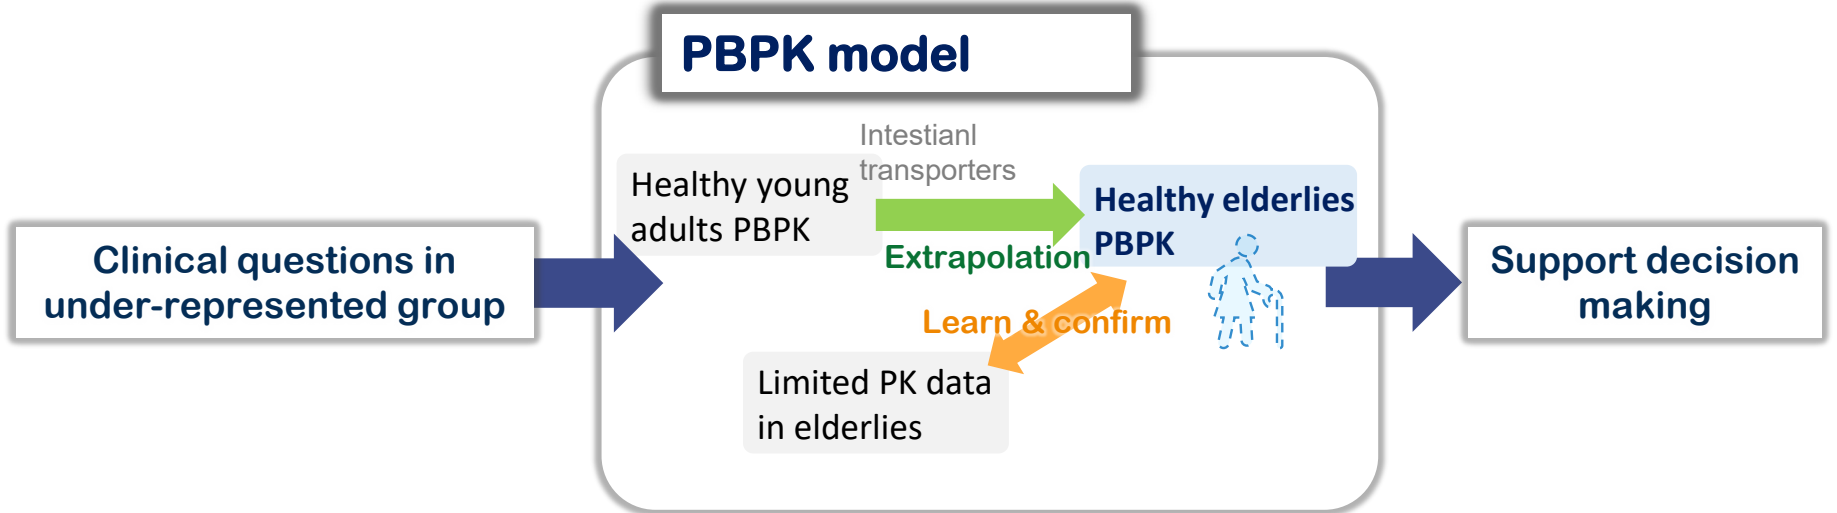 PBPK model
Clinical questions in
under-represented group
Intestianl
transporters
Healthy young
adults PBPK
Extrapolation
Healthy elderlies
PBPK
Learn & confirm
Limited PK data
in elderlies
Support decision
making